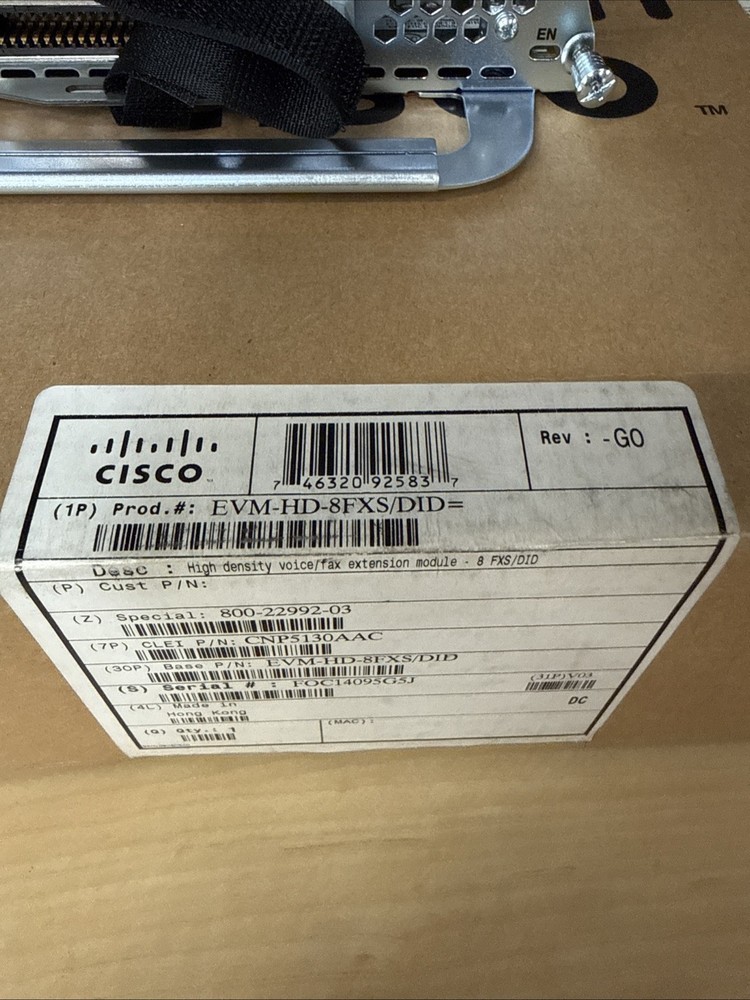 EN
TM
CISCO
7 46320 92583 7
Rev : -G0
(1P) Prod.#: EVM-HD-8FXS/DID=
Desc : High density voice/fax extension module - 8 FXS/DID
(P) Cust P/N:
(Z) Special: 800-22992-03
(7P) CLEI P/N: CNP5130AAC
(30P) Base P/N: EVM-HD-8FXS/DID
(S) Serial # : FOC14095G5J
(31P)V03
(4L) Made in
Hong Kong
DC
(Q) Qty.: 1
(MAC):